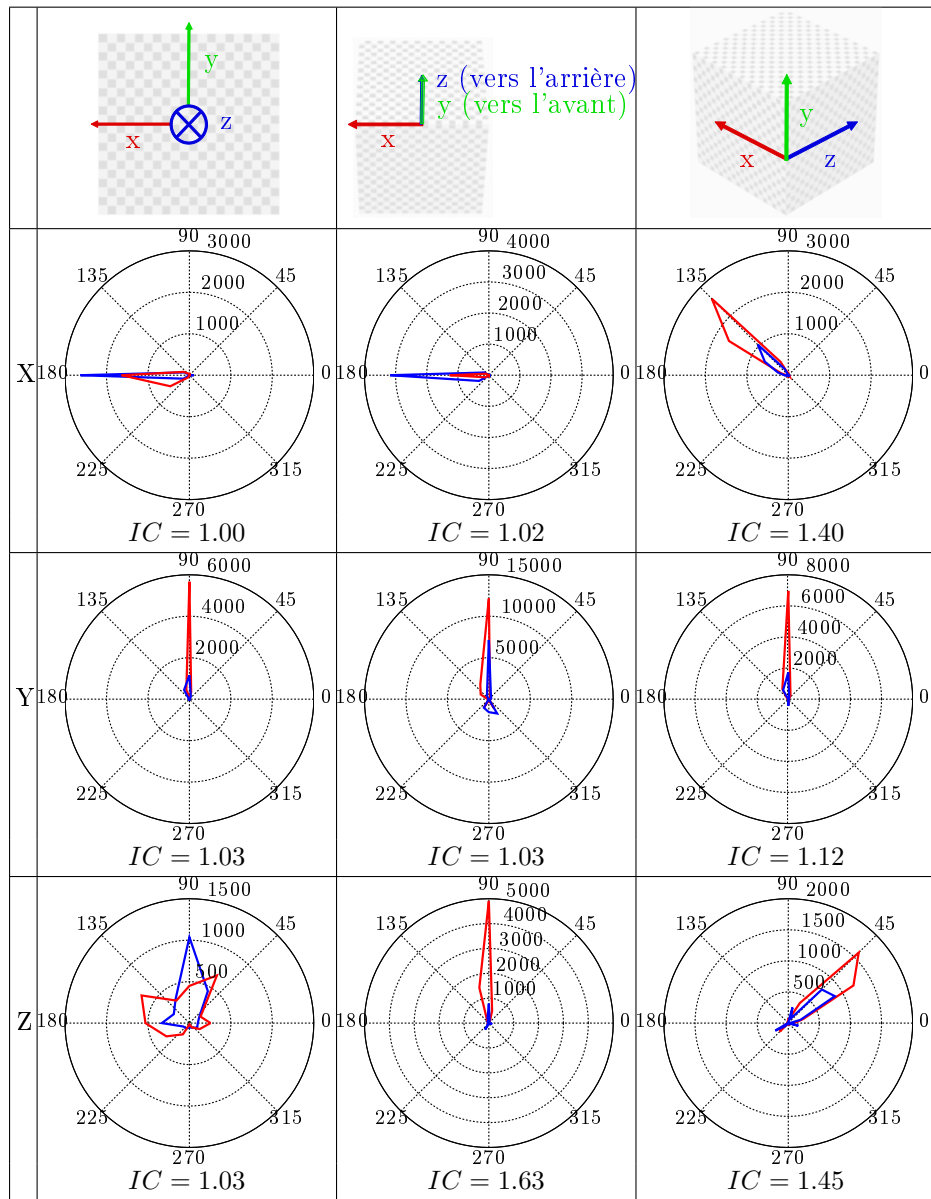 y
z
x
z (vers l'arrière)
y (vers l'avant)
x
y
x
z
X
90 3000
135 45
2000
1000
180 0
225 315
270
IC = 1.00
90 4000
135 3000 45
2000
1000
180 0
225 315
270
IC = 1.02
90 3000
135 45
2000
1000
180 0
225 315
270
IC = 1.40
Y
90 6000
135 45
4000
2000
180 0
225 315
270
IC = 1.03
90 15000
135 45
10000
5000
180 0
225 315
270
IC = 1.03
90 8000
135 6000 45
4000
2000
180 0
225 315
270
IC = 1.12
Z
90 1500
135 45
1000
500
180 0
225 315
270
IC = 1.03
90 5000
135 4000 45
3000
2000
1000
180 0
225 315
270
IC = 1.63
90 2000
135 1500 45
1000
500
180 0
225 315
270
IC = 1.45